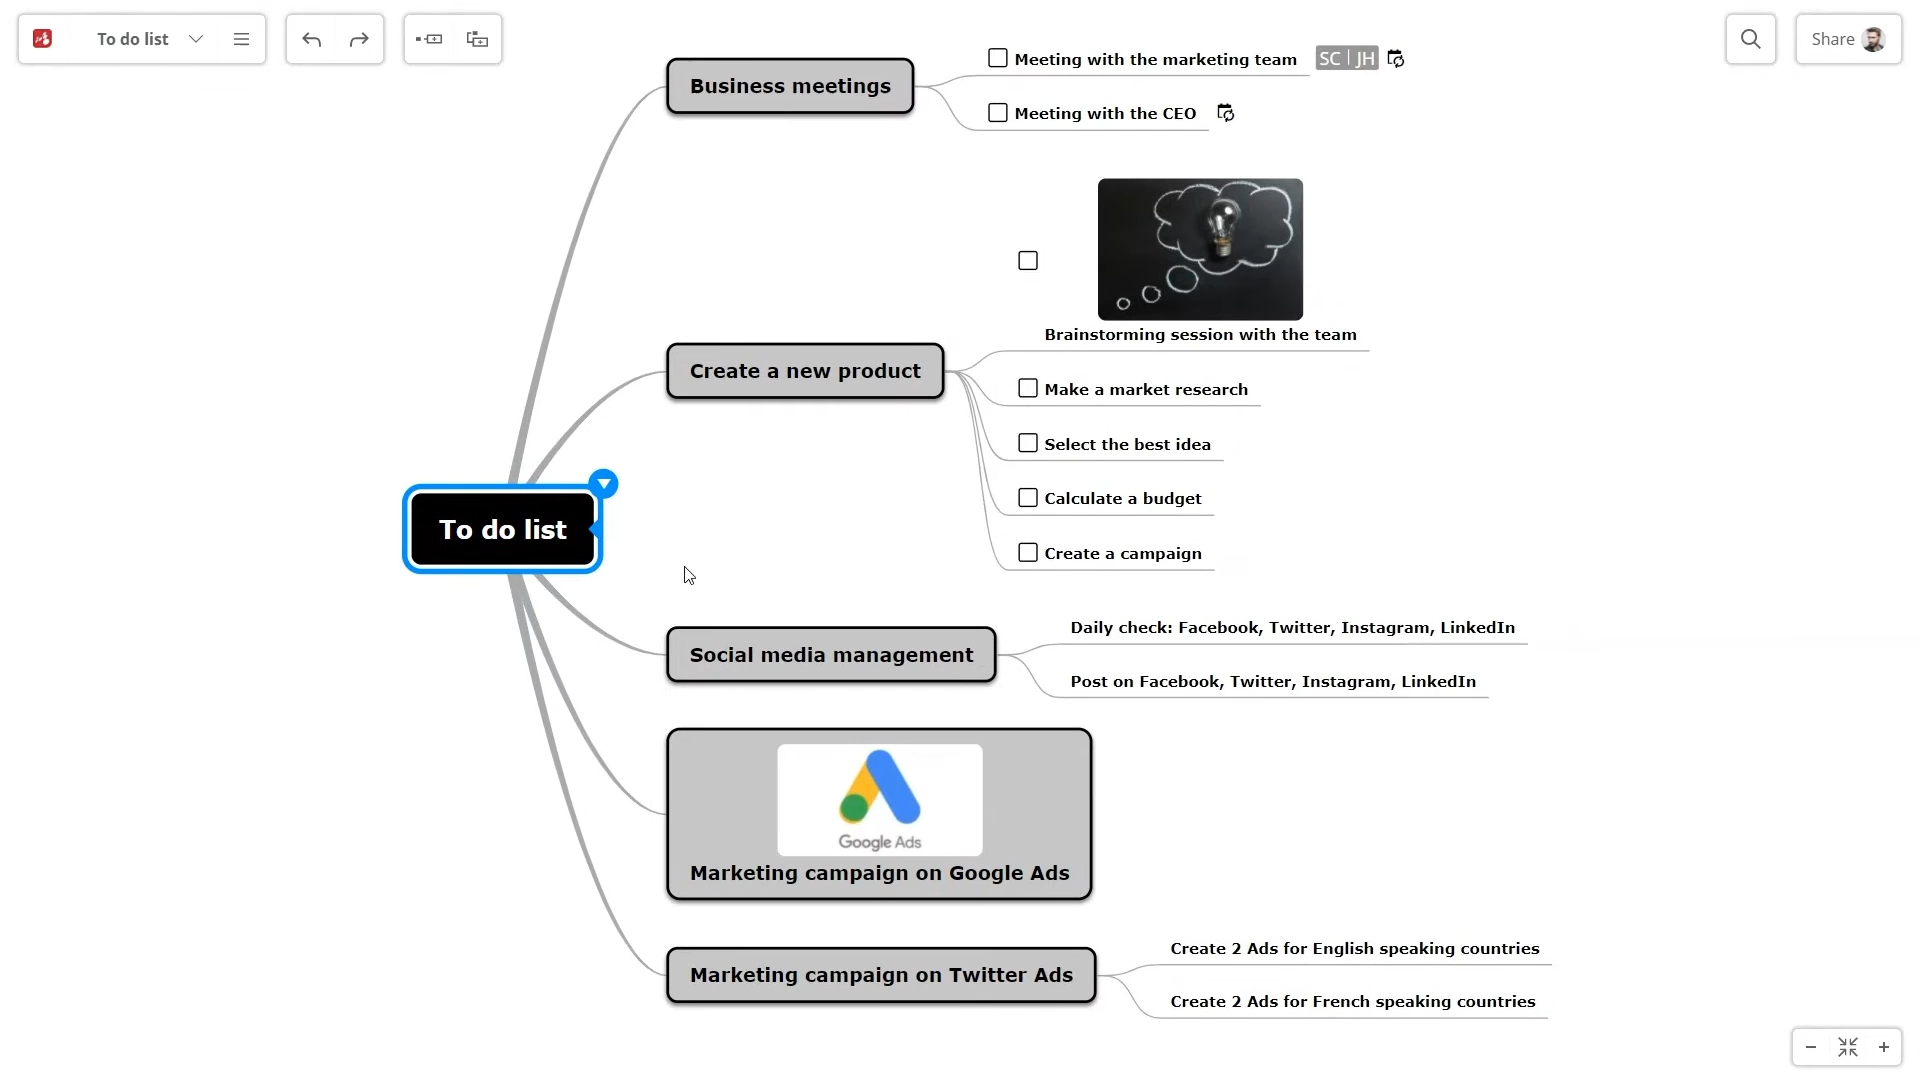 To do list
Share
Business meetings
Meeting with the marketing team SC | JH
Meeting with the CEO
Create a new product
Brainstorming session with the team
Make a market research
Select the best idea
Calculate a budget
Create a campaign
To do list
Social media management
Daily check: Facebook, Twitter, Instagram, LinkedIn
Post on Facebook, Twitter, Instagram, LinkedIn
Google Ads
Marketing campaign on Google Ads
Marketing campaign on Twitter Ads
Create 2 Ads for English speaking countries
Create 2 Ads for French speaking countries